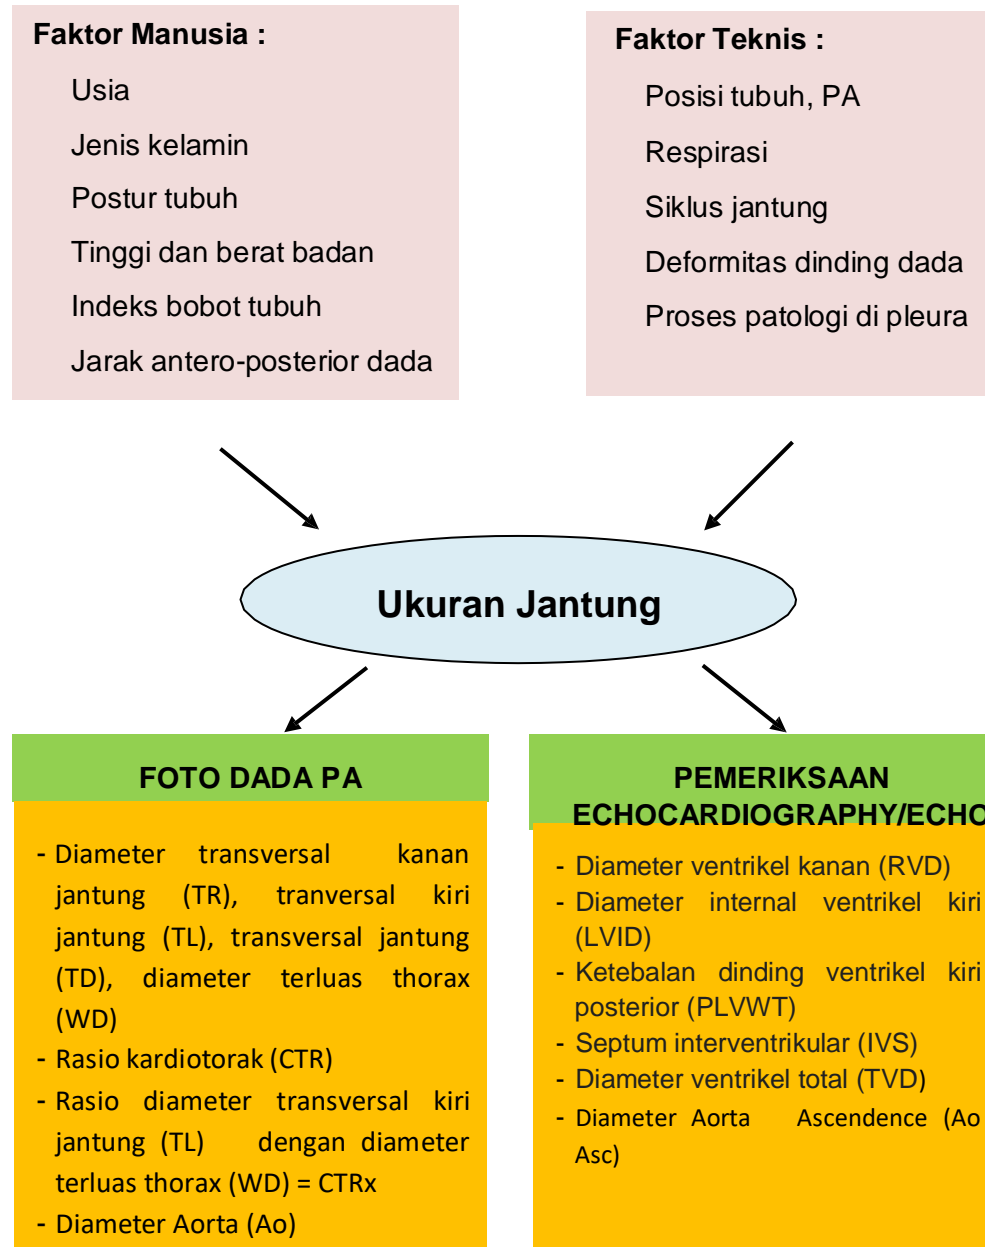 Faktor Manusia :
Usia
Jenis kelamin
Postur tubuh
Tinggi dan berat badan
Indeks bobot tubuh
Jarak antero-posterior dada
Faktor Teknis :
Posisi tubuh, PA
Respirasi
Siklus jantung
Deformitas dinding dada
Proses patologi di pleura
Ukuran Jantung
FOTO DADA PA
- Diameter transversal kanan
jantung (TR), tranversal kiri
jantung (TL), transversal jantung
(TD), diameter terluas thorax
(WD)
- Rasio kardiotorak (CTR)
- Rasio diameter transversal kiri
jantung (TL) dengan diameter
terluas thorax (WD) = CTRx
- Diameter Aorta (Ao)
PEMERIKSAAN
ECHOCARDIOGRAPHY/ECHO
- Diameter ventrikel kanan (RVD)
- Diameter internal ventrikel kiri
(LVID)
- Ketebalan dinding ventrikel kiri
posterior (PLVWT)
- Septum interventrikular (IVS)
- Diameter ventrikel total (TVD)
- Diameter Aorta Ascendence (Ao
Asc)